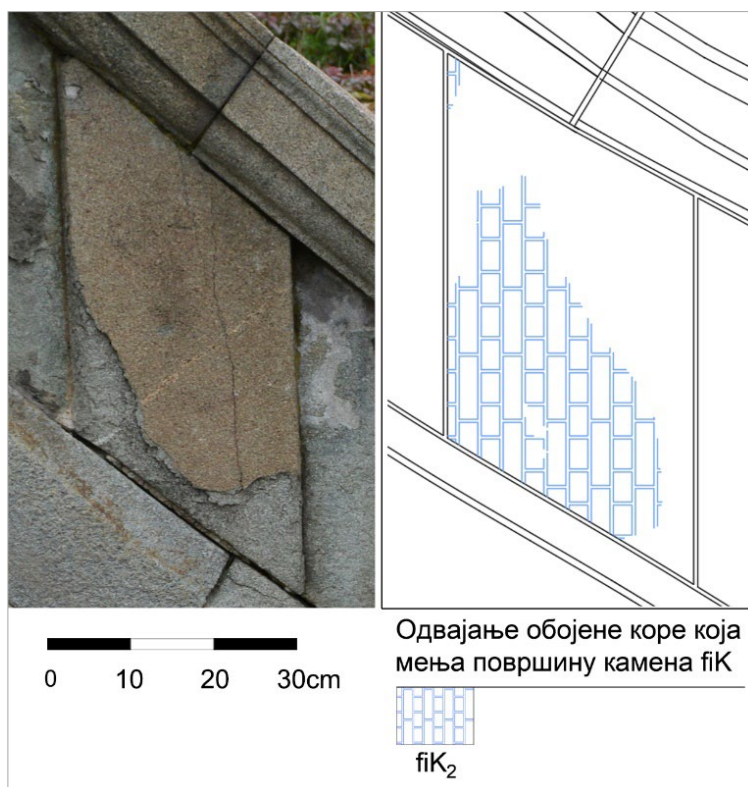 0 10 20 30cm
Одвајање обојене коре која
мења површину камена fiK
fiK₂